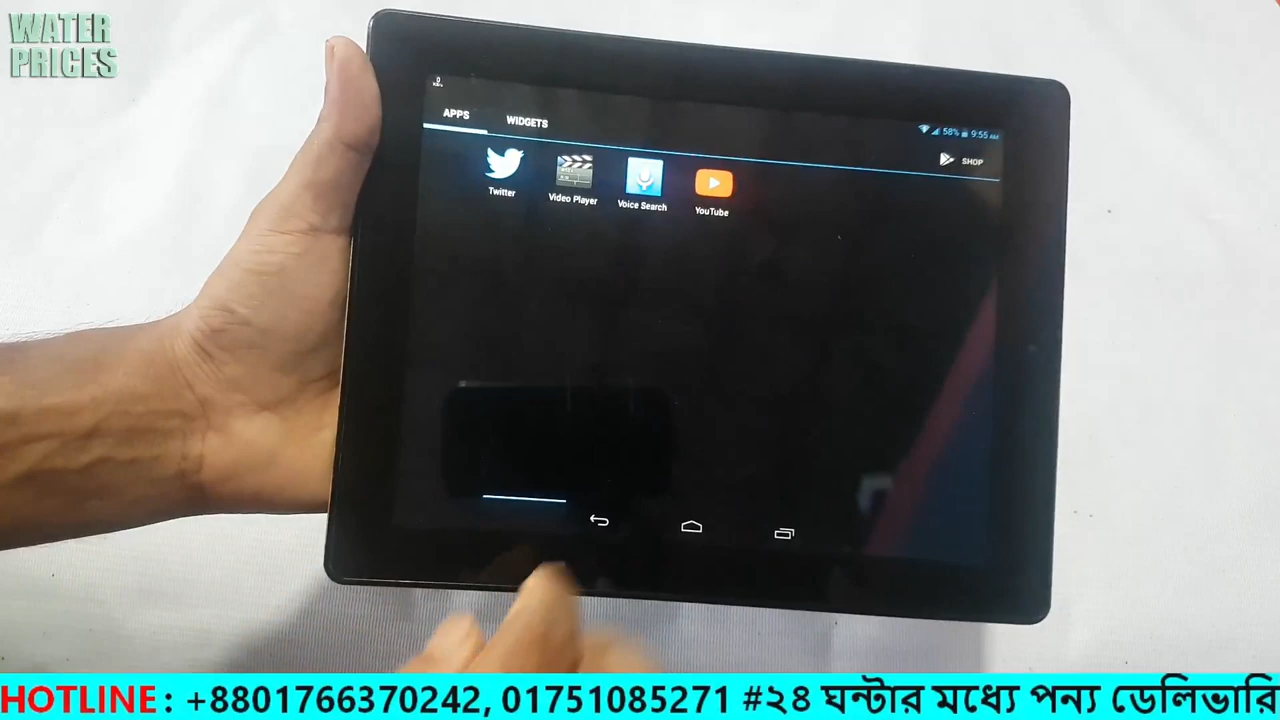 WATER
PRICES
APPS WIDGETS
58% 9:55 AM
SHOP
Twitter
Video Player
Voice Search
YouTube
HOTLINE : +8801766370242, 01751085271 #২৪ ঘন্টার মধ্যে পন্য ডেলিভারি